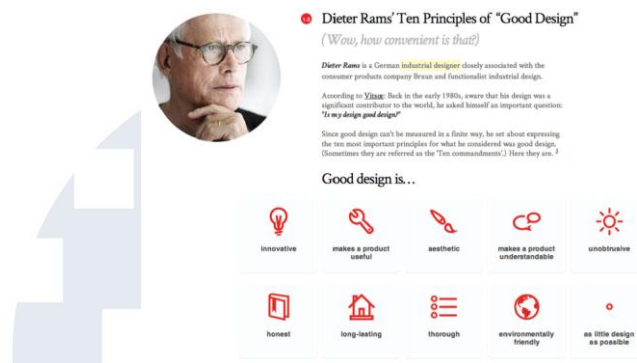 Dieter Rams' Ten Principles of “Good Design”
(Wow, how convenient is that?)
Dieter Rams is a German industrial designer closely associated with the
consumer products company Braun and functionalist industrial design.
According to Vitsœ: Back in the early 1980s, aware that his design was a
significant contributor to the world, he asked himself an important question:
"Is my design good design?"
Since good design can't be measured in a finite way, he set about expressing
the ten most important principles for what he considered was good design.
(Sometimes they are referred as the 'Ten commandments'.) Here they are. 3
Good design is…
innovative
makes a product
useful
aesthetic
makes a product
understandable
unobtrusive
honest
long-lasting
thorough
environmentally
friendly
as little design
as possible